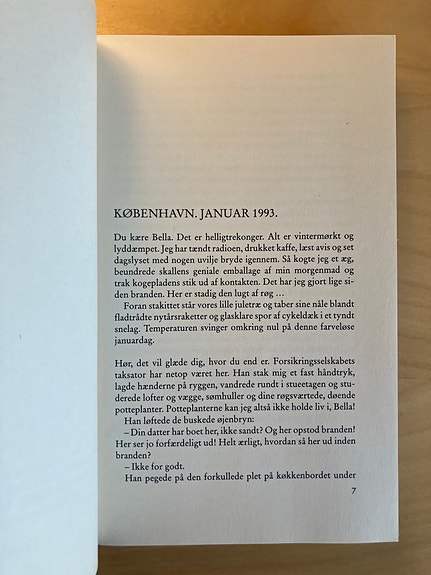 KØBENHAVN. JANUAR 1993.
Du kære Bella. Det er helligtrekonger. Alt er vintermørkt og
lyddæmpet. Jeg har tændt radioen, drukket kaffe, læst avis og set
dagslyset med nogen uvilje bryde igennem. Så kogte jeg et æg,
beundrede skallens geniale emballage af min morgenmad og
trak kogepladens stik ud af kontakten. Det har jeg gjort lige si-
den branden. Her er stadig den lugt af røg ...
Foran stakittet står vores lille juletræ og taber sine nåle blandt
fladtrådte nytårsraketter og glasklare spor af cykeldæk i et tyndt
snelag. Temperaturen svinger omkring nul på denne farveløse
januardag.
Hør, det vil glæde dig, hvor du end er. Forsikringsselskabets
taksator har netop været her. Han stak mig et fast håndtryk,
lagde hænderne på ryggen, vandrede rundt i stueetagen og stu-
derede lofter og vægge, sømhuller og dine røgsværtede, døende
potteplanter. Potteplanterne kan jeg altså ikke holde liv i, Bella!
Han løftede de buskede øjenbryn:
– Din datter har boet her, ikke sandt? Og her opstod branden!
Her ser jo forfærdeligt ud! Helt ærligt, hvordan så her ud inden
branden?
– Ikke for godt.
Han pegede på den forkullede plet på køkkenbordet under
7